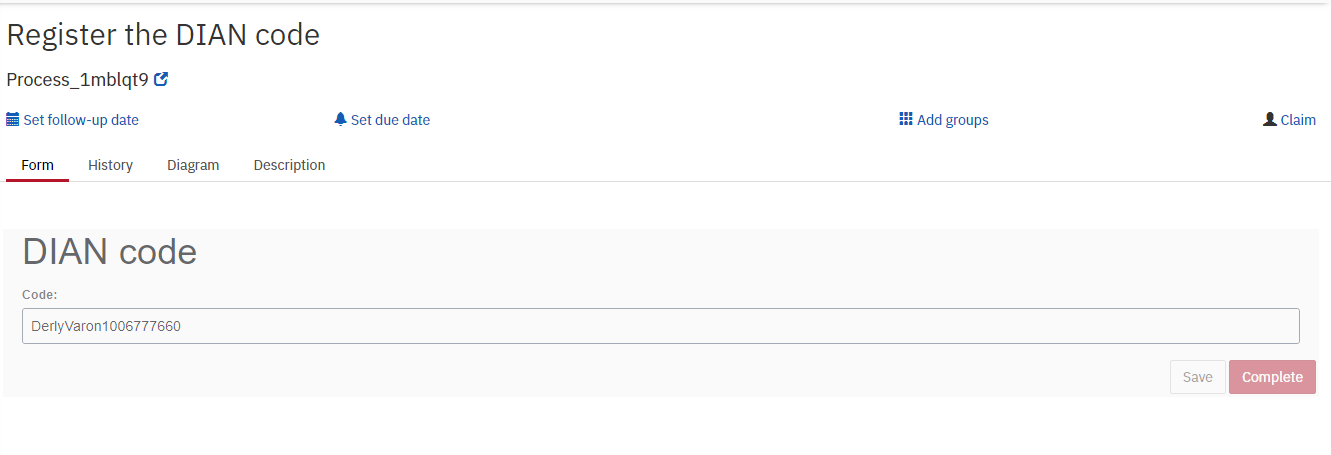 Register the DIAN code
Process_1mblqt9
Set follow-up date Set due date Add groups Claim
Form History Diagram Description
DIAN code
Code:
DerlyVaron1006777660
Save Complete